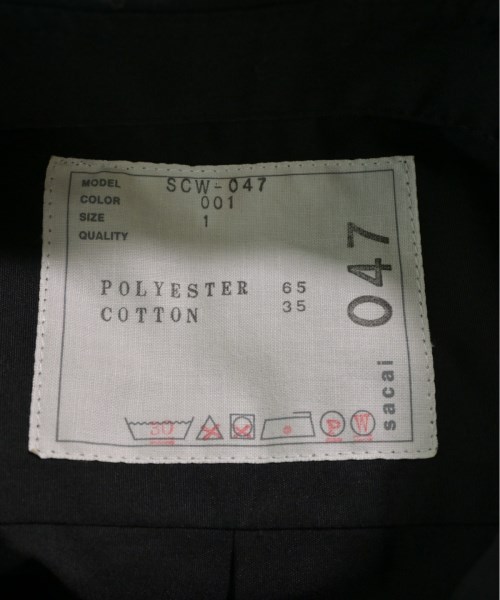 MODEL SCW-047
COLOR 001
SIZE 1
QUALITY
POLYESTER 65
COTTON 35
30
P
W
sacai 047